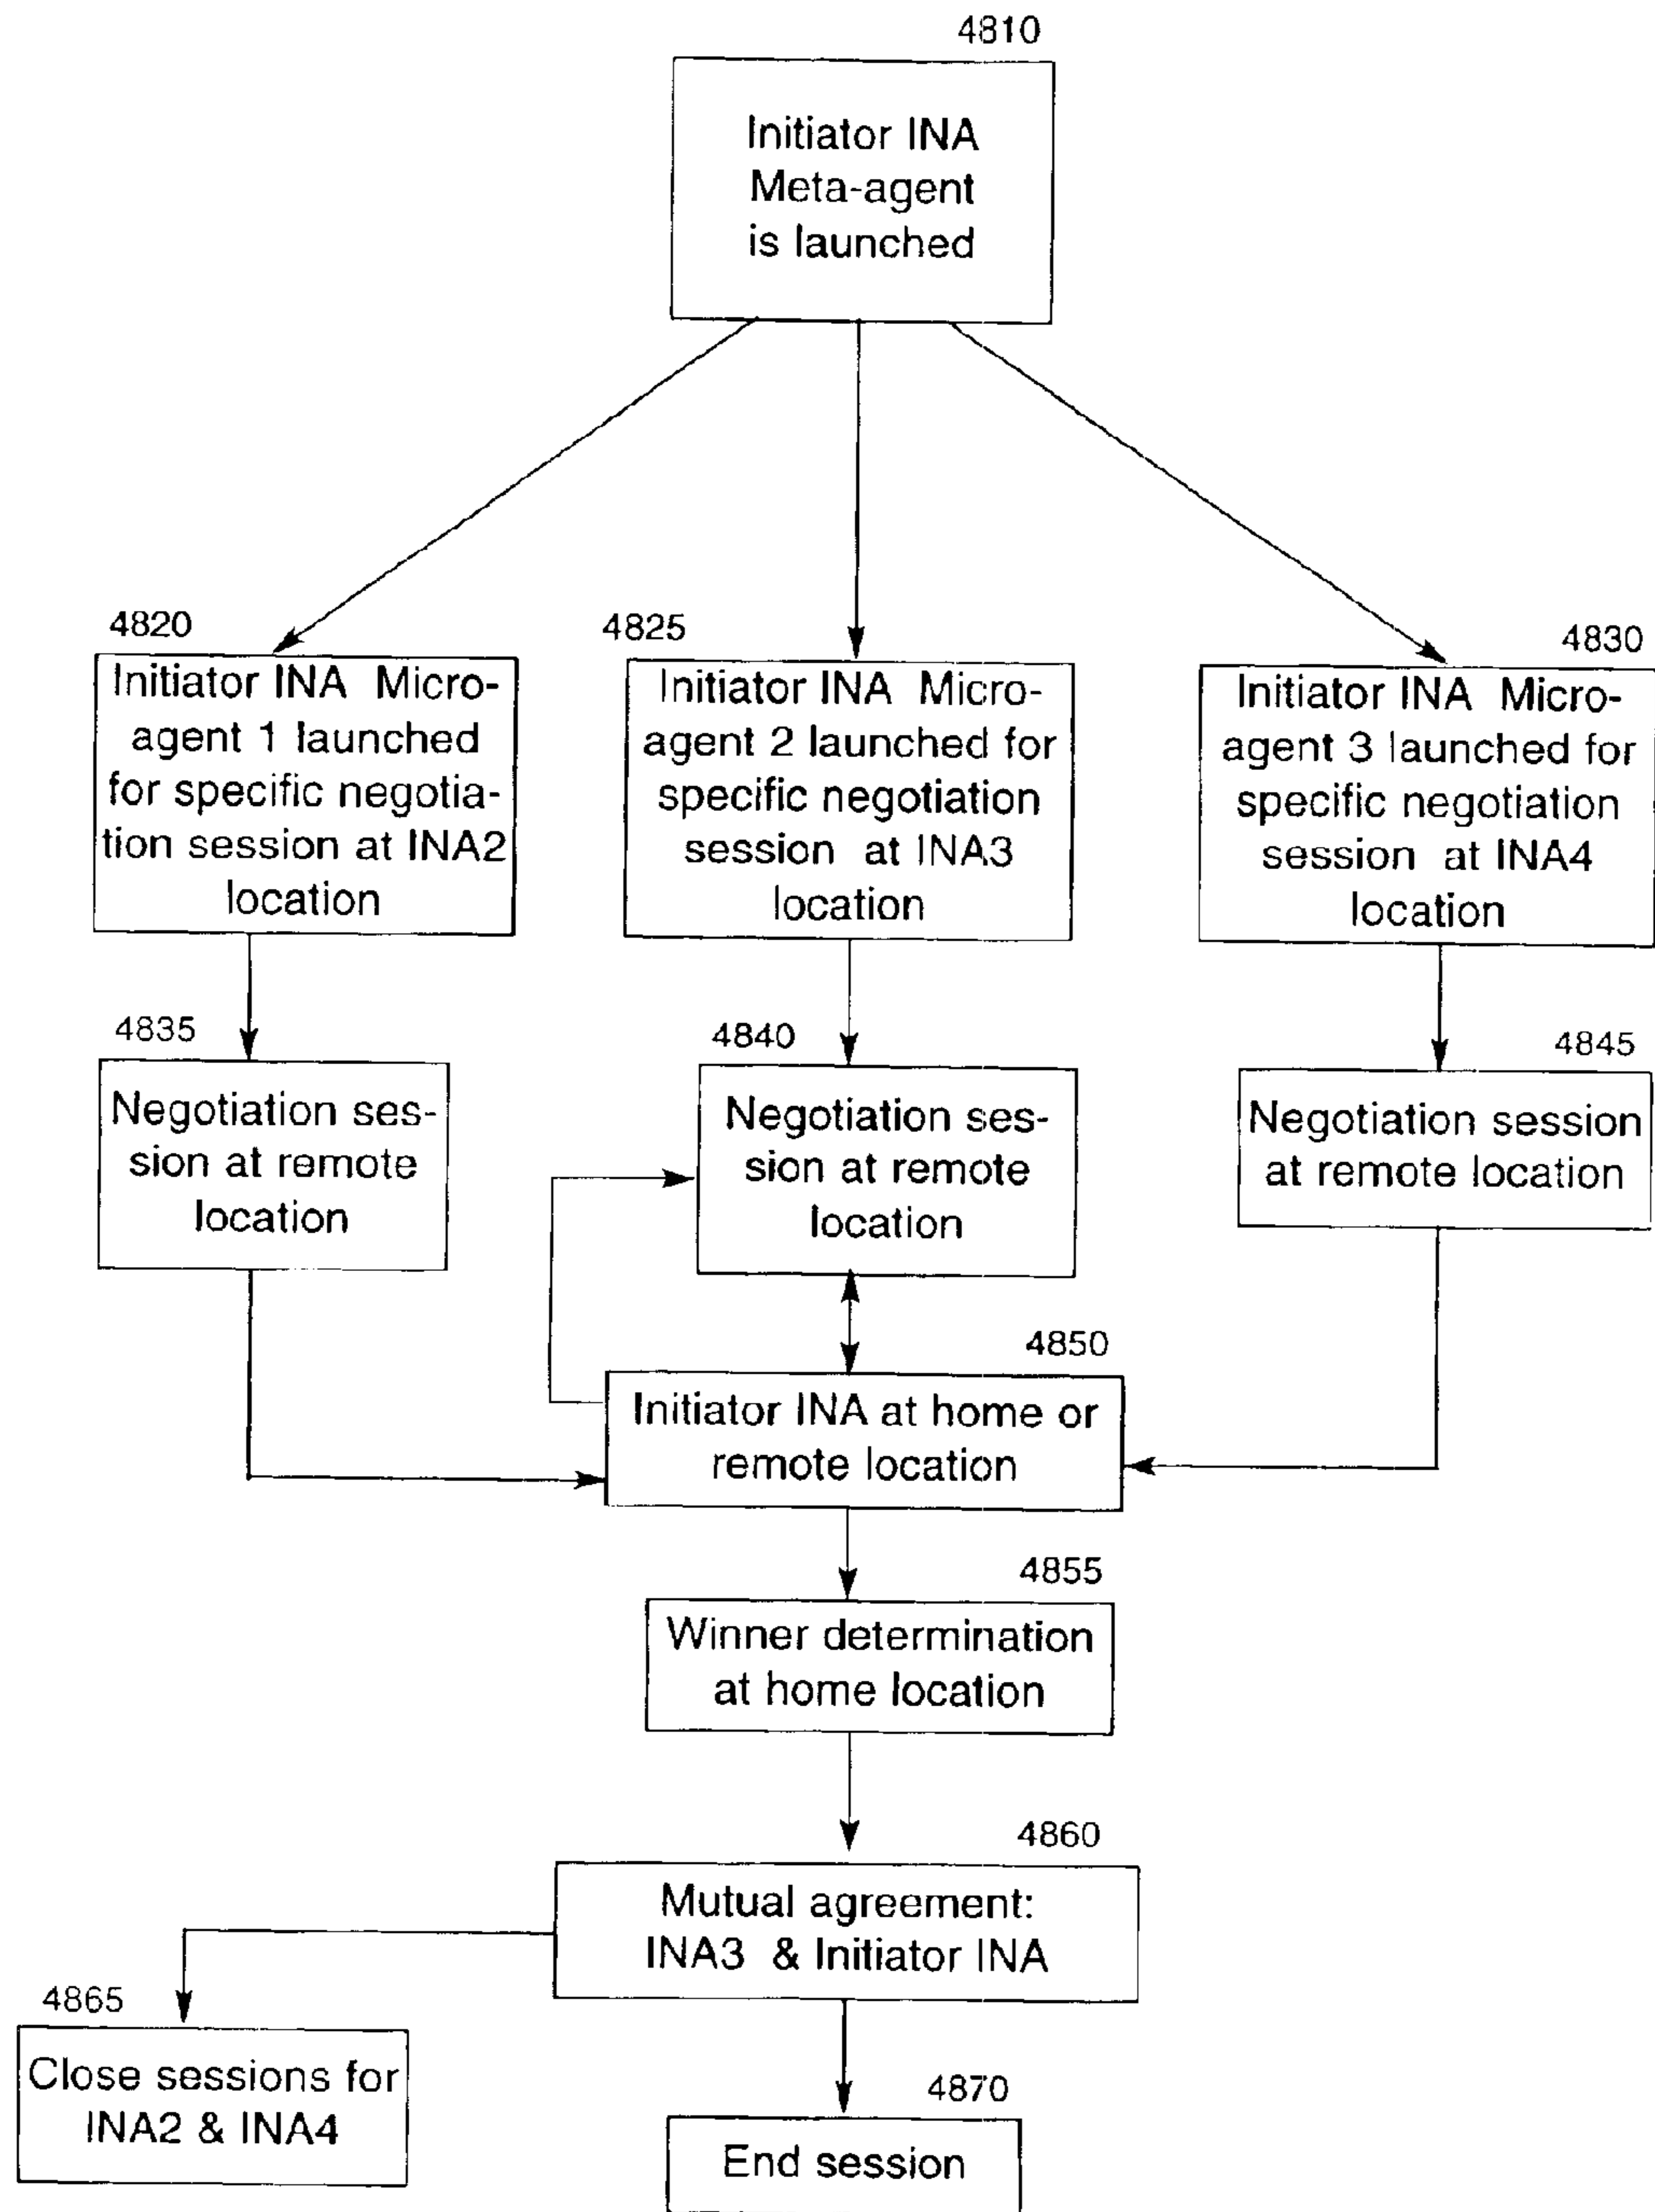 4810
Initiator INA
Meta-agent
is launched
4820
Initiator INA Micro-
agent 1 launched
for specific negotia-
tion session at INA2
location
4825
Initiator INA Micro-
agent 2 launched for
specific negotiation
session at INA3
location
4830
Initiator INA Micro-
agent 3 launched for
specific negotiation
session at INA4
location
4835
Negotiation ses-
sion at remote
location
4840
Negotiation ses-
sion at remote
location
4845
Negotiation session
at remote location
4850
Initiator INA at home or
remote location
4855
Winner determination
at home location
4860
Mutual agreement:
INA3 & Initiator INA
4865
Close sessions for
INA2 & INA4
4870
End session